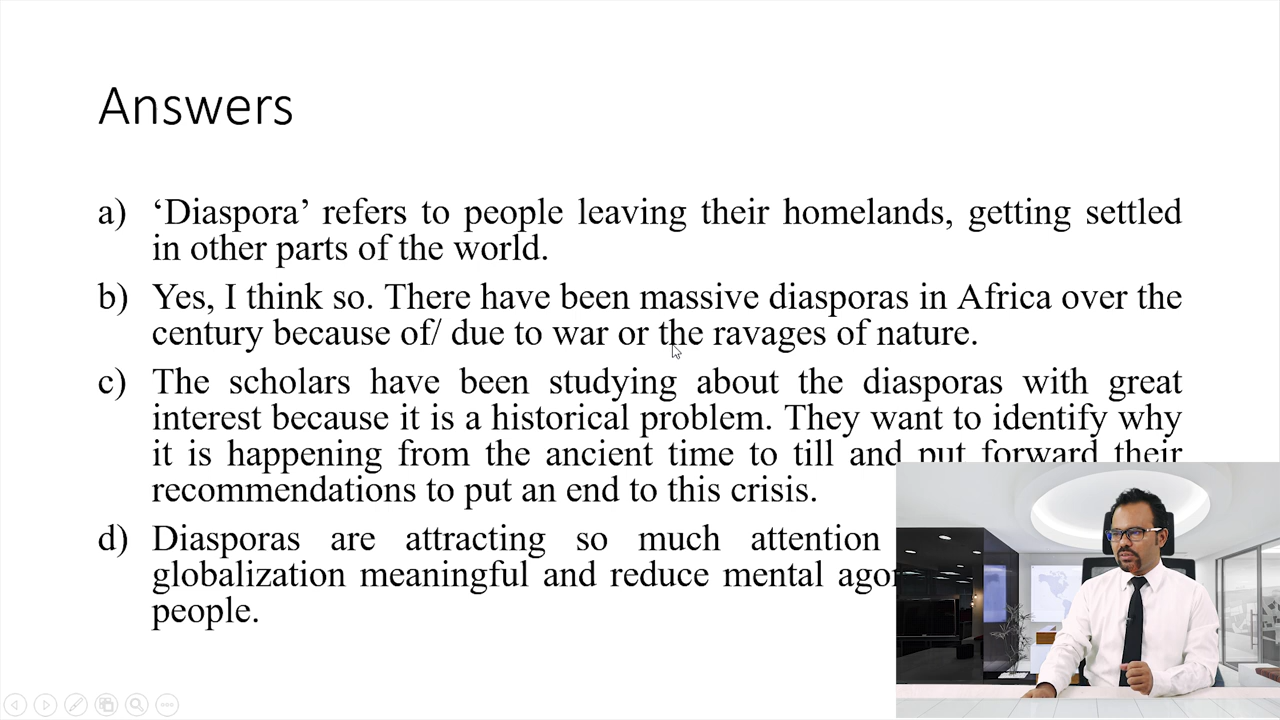 Answers
a) ‘Diaspora’ refers to people leaving their homelands, getting settled
in other parts of the world.
b) Yes, I think so. There have been massive diasporas in Africa over the
century because of/ due to war or the ravages of nature.
c) The scholars have been studying about the diasporas with great
interest because it is a historical problem. They want to identify why
it is happening from the ancient time to till and put forward their
recommendations to put an end to this crisis.
d) Diasporas are attracting so much attention
globalization meaningful and reduce mental
people.